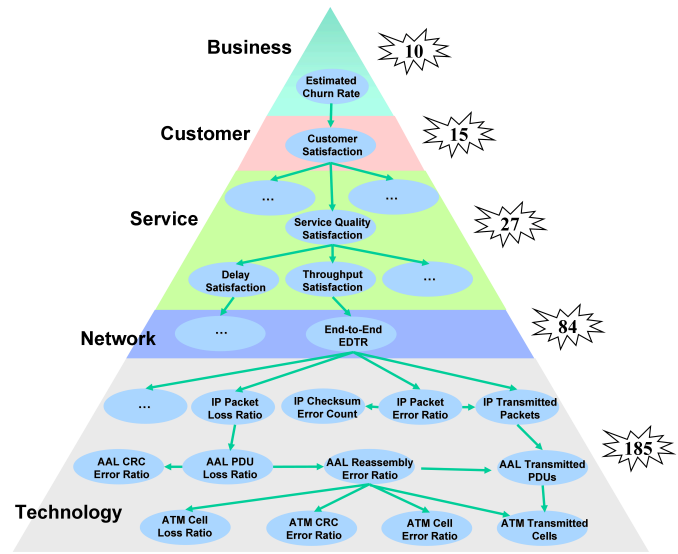 Business
10
Estimated
Churn Rate
Customer
15
Customer
Satisfaction
...
...
Service
27
Service Quality
Satisfaction
Delay
Satisfaction
Throughput
Satisfaction
...
Network
84
...
End-to-End
EDTR
...
IP Packet
Loss Ratio
IP Checksum
Error Count
IP Packet
Error Ratio
IP Transmitted
Packets
185
AAL CRC
Error Ratio
AAL PDU
Loss Ratio
AAL Reassembly
Error Ratio
AAL Transmitted
PDUs
Technology
ATM Cell
Loss Ratio
ATM CRC
Error Ratio
ATM Cell
Error Ratio
ATM Transmitted
Cells